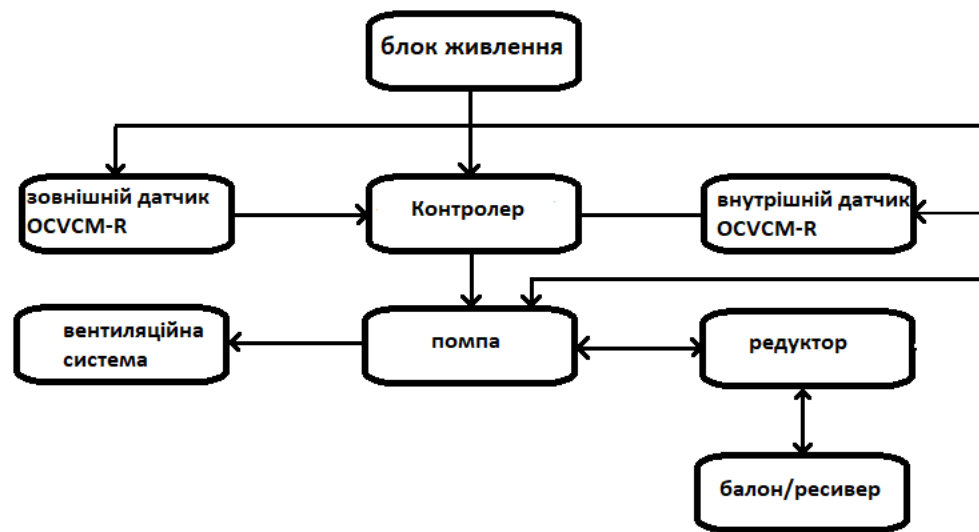 блок живлення
зовнішній датчик
OCVCM-R
Контролер
внутрішній датчик
OCVCM-R
вентиляційна
система
помпа
редуктор
балон/ресивер